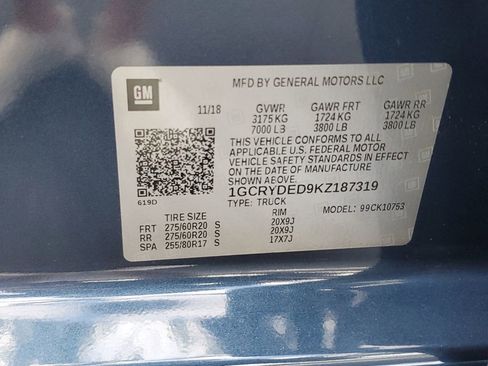 GM
MFD BY GENERAL MOTORS LLC
11/18 GVWR GAWR FRT GAWR RR
3175 KG 1724 KG 1724 KG
7000 LB 3800 LB 3800 LB
THIS VEHICLE CONFORMS TO ALL
APPLICABLE U.S. FEDERAL MOTOR
VEHICLE SAFETY STANDARDS IN EFFECT
ON THE DATE OF MANUFACTURE
SHOWN ABOVE.
1GCRYDED9KZ187319
619D TYPE: TRUCK MODEL: 99CK10753
TIRE SIZE RIM
FRT 275/60R20 S 20X9J
RR 275/60R20 S 20X9J
SPA 255/80R17 S 17X7J